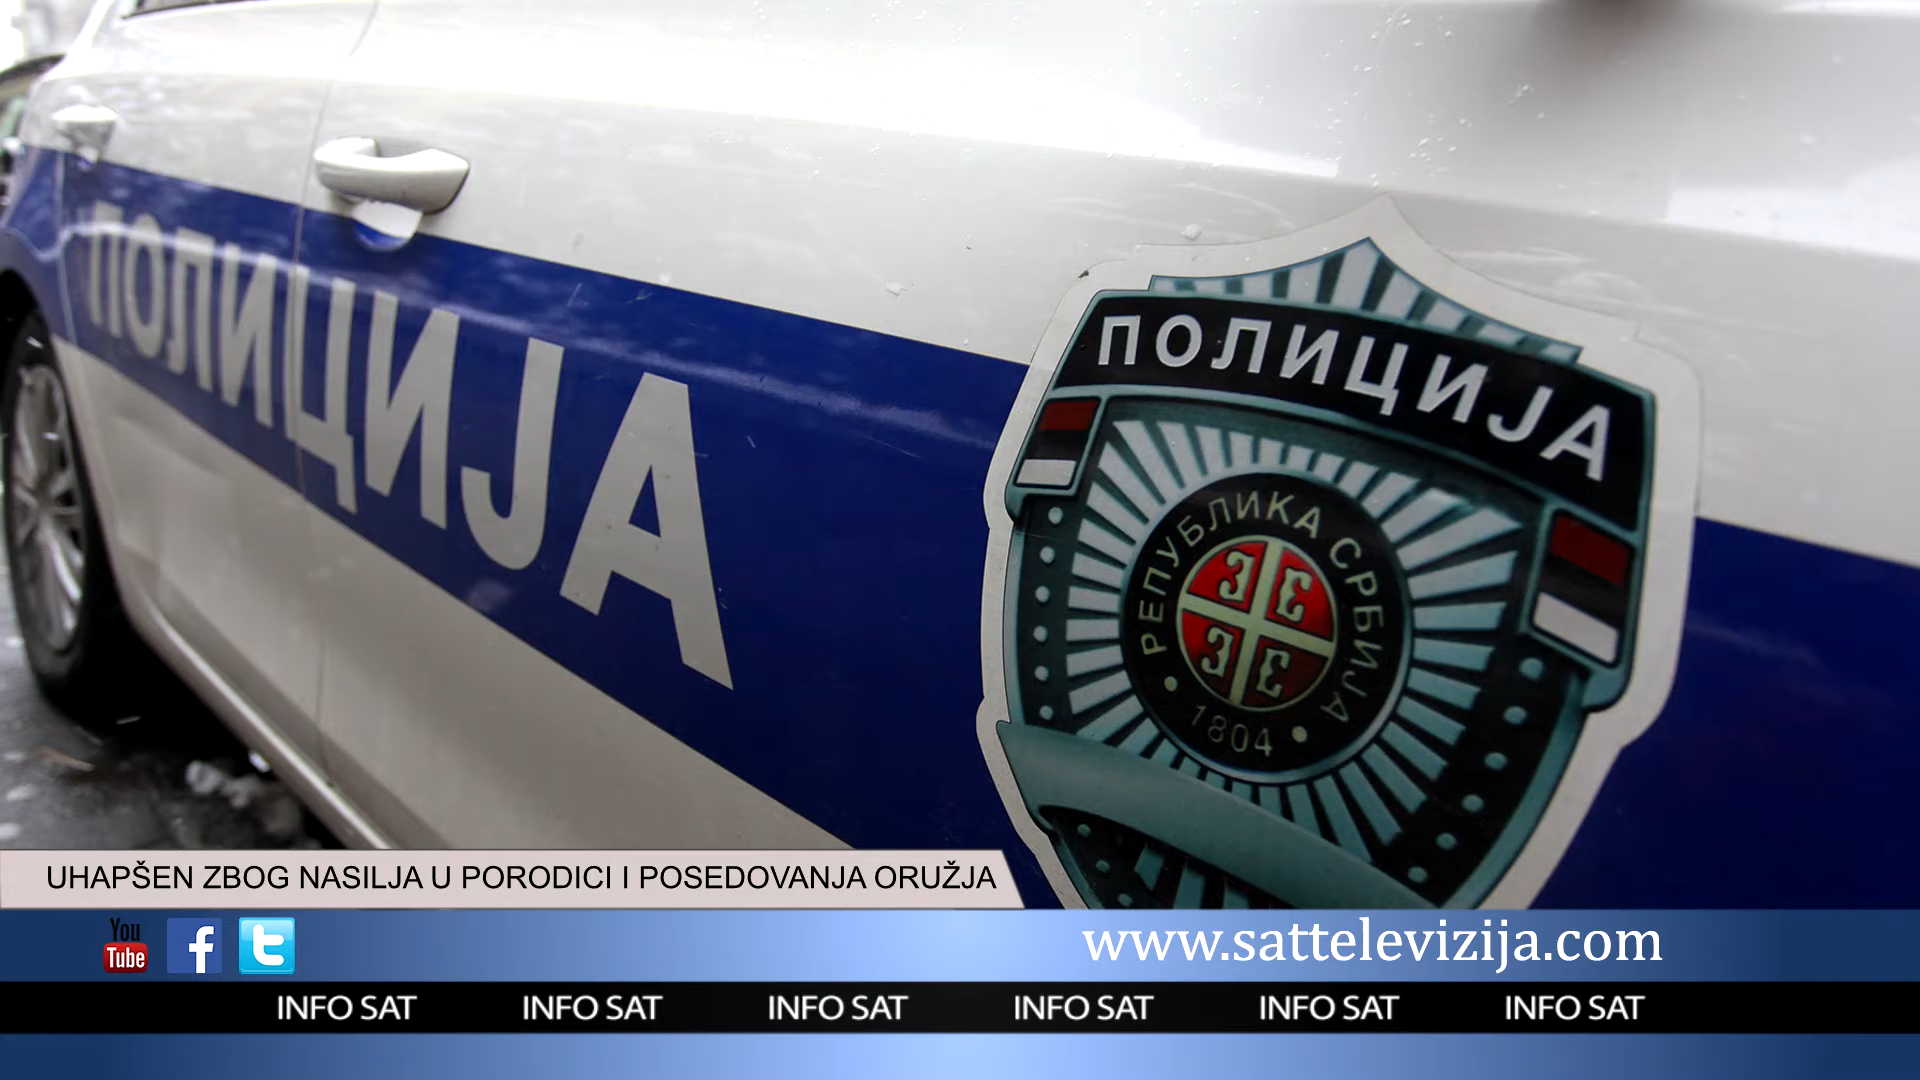 ПОЛИЦИЈА
ПОЛИЦИЈА
РЕПУБЛИКА СРБИЈА
1804
UHAPŠEN ZBOG NASILJA U PORODICI I POSEDOVANJA ORUŽJA
You
Tube
f
t
www.sattelevizija.com
INFO SAT INFO SAT INFO SAT INFO SAT INFO SAT INFO SAT